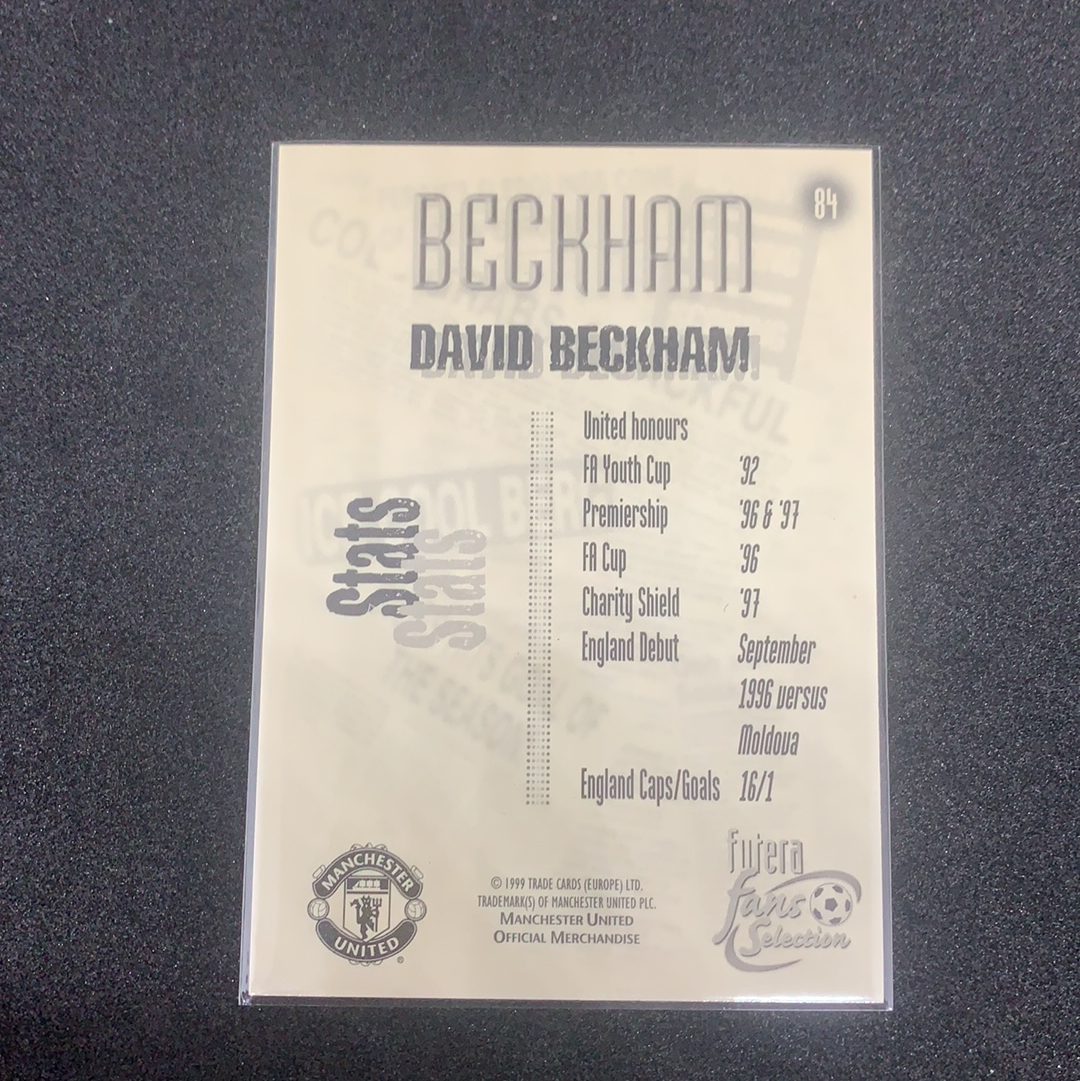 84
BECKHAM
DAVID BECKHAM
Stats
Stats
United honours
FA Youth Cup '92
Premiership '96 & '97
FA Cup '96
Charity Shield '97
England Debut September
1996 versus
Moldova
England Caps/Goals 16/1
MANCHESTER
UNITED
©1999 TRADE CARDS (EUROPE) LTD.
TRADEMARK(S) OF MANCHESTER UNITED PLC.
MANCHESTER UNITED
OFFICIAL MERCHANDISE
futera
fans
Selection